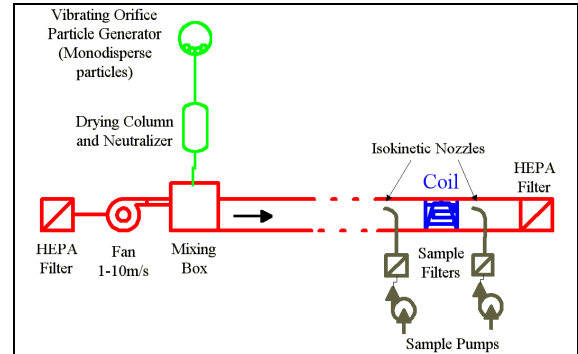 Vibrating Orifice
Particle Generator
(Monodisperse
particles)
Drying Column
and Neutralizer
Isokinetic Nozzles
HEPA
Filter
Coil
HEPA
Filter
Fan
1-10m/s
Mixing
Box
Sample
Filters
Sample Pumps